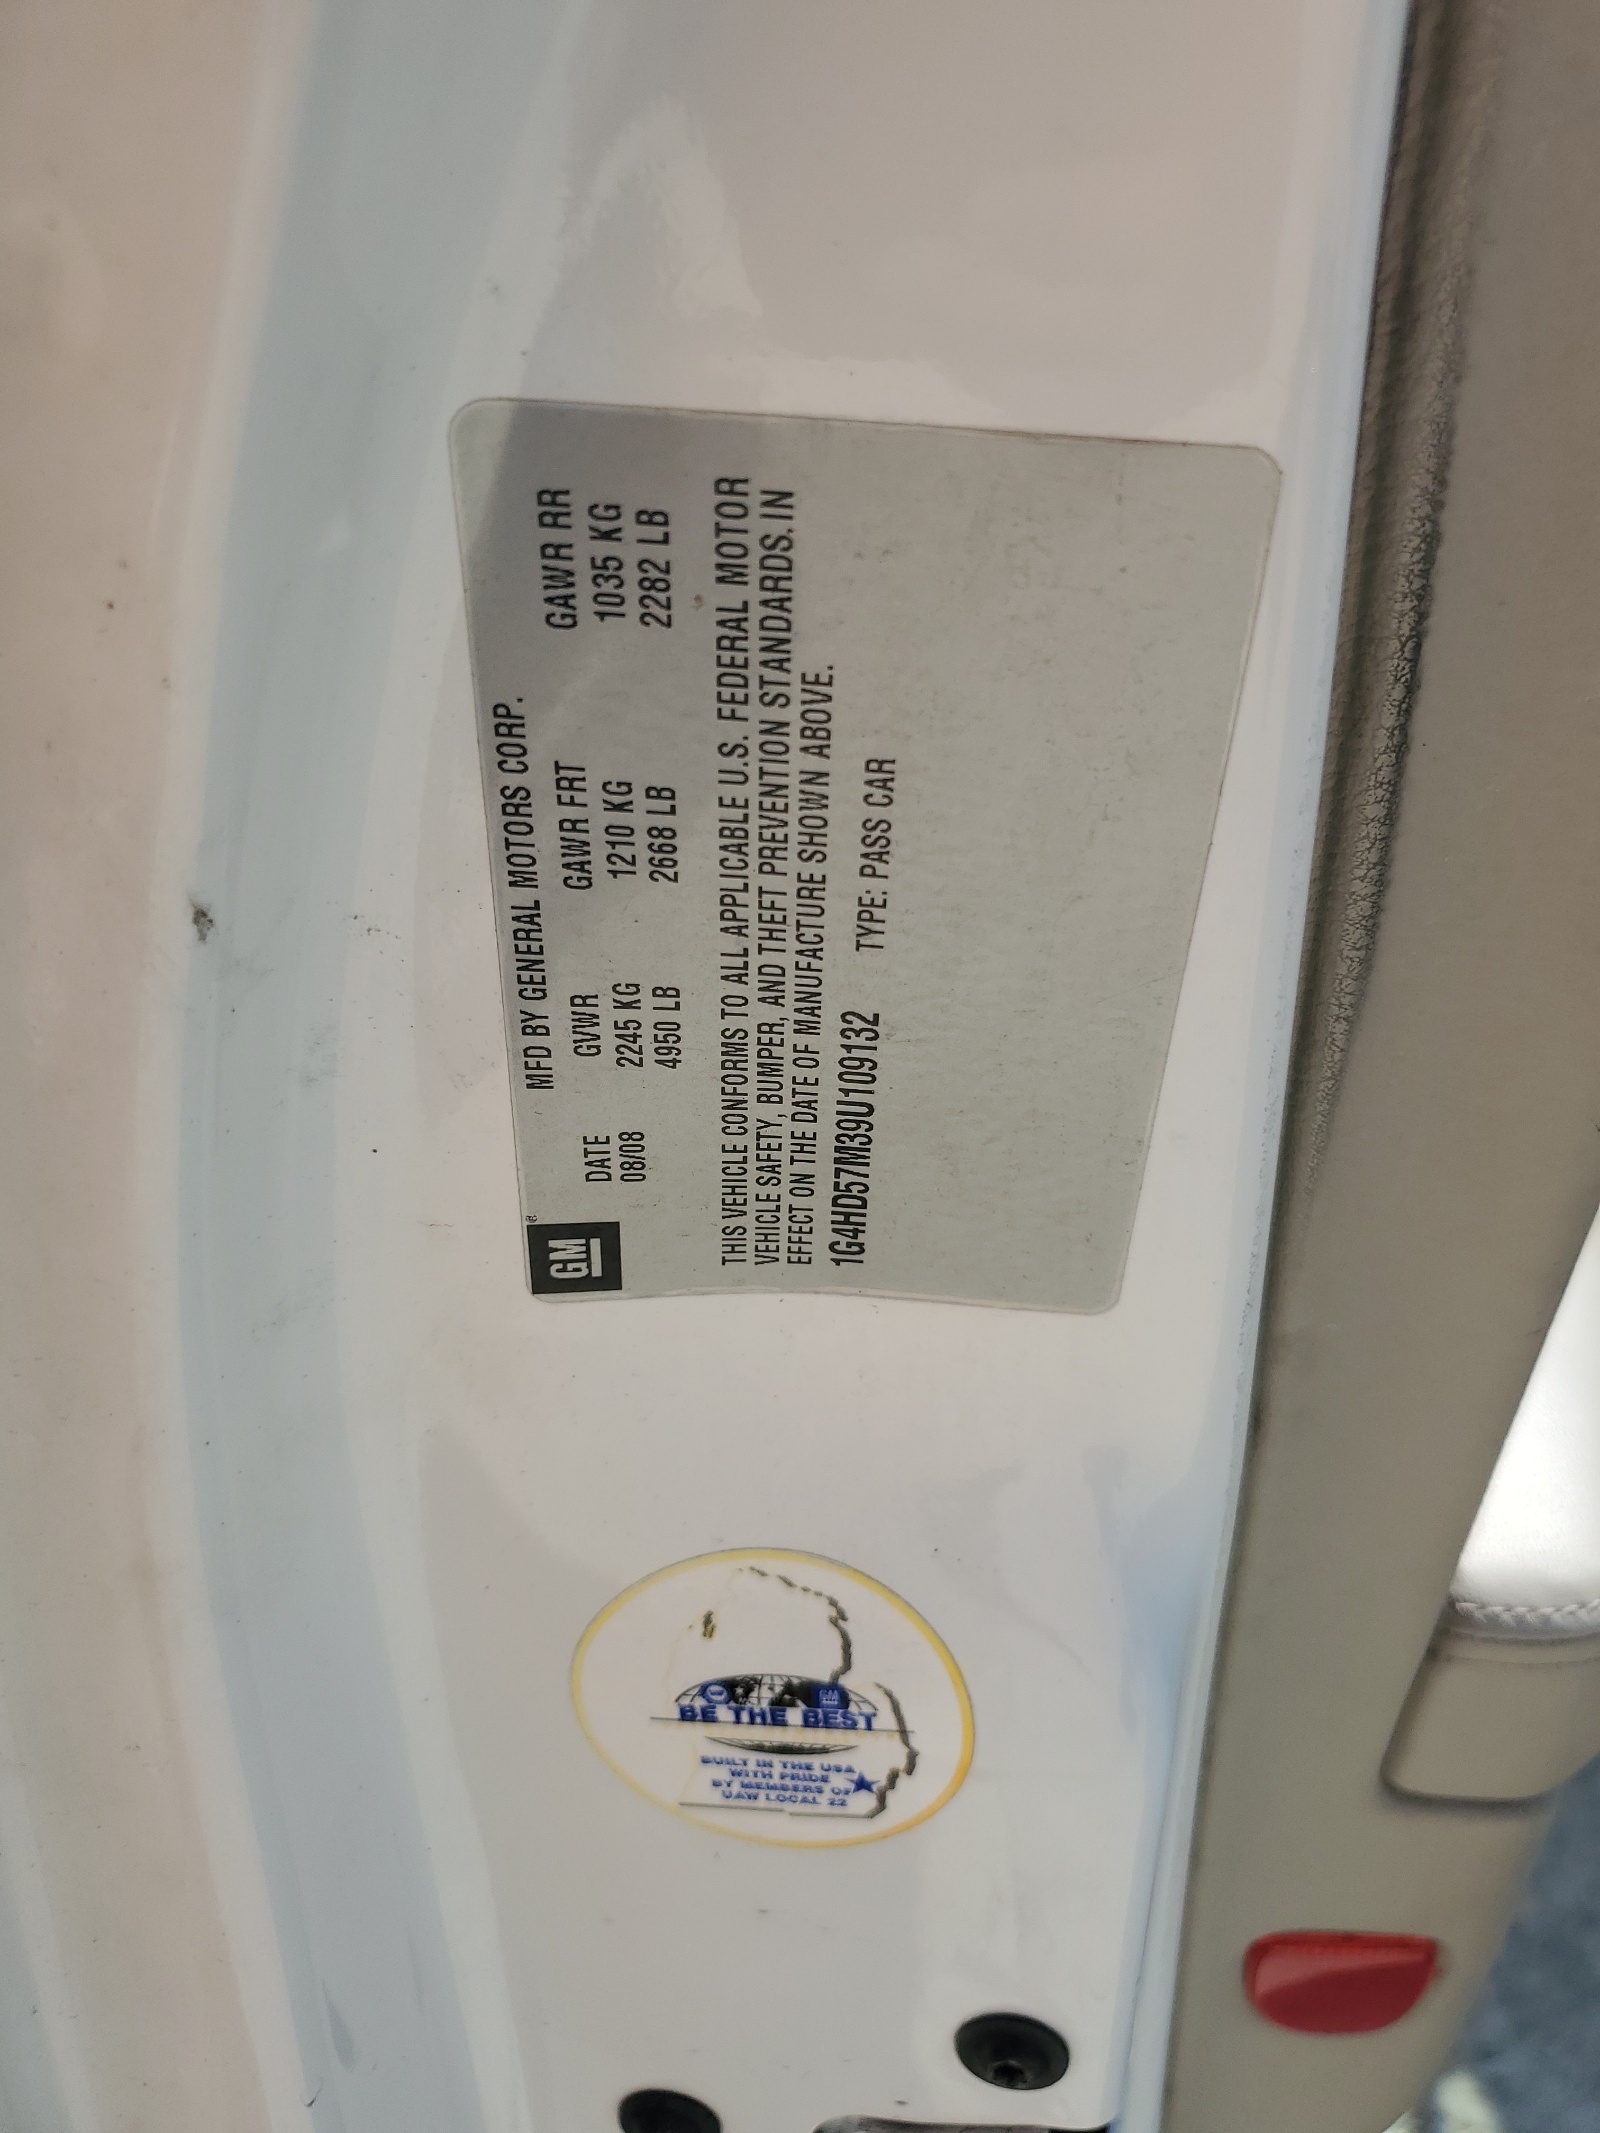 GM®
MFD BY GENERAL MOTORS CORP.
DATE GVWR GAWR FRT GAWR RR
08/08 2245 KG 1210 KG 1035 KG
4950 LB 2668 LB 2282 LB
THIS VEHICLE CONFORMS TO ALL APPLICABLE U.S. FEDERAL MOTOR
VEHICLE SAFETY, BUMPER, AND THEFT PREVENTION STANDARDS. IN
EFFECT ON THE DATE OF MANUFACTURE SHOWN ABOVE.
1G4HD57M39U109132 TYPE: PASS CAR
GM
BE THE BEST
BUILT IN THE USA
WITH PRIDE
BY MEMBERS OF
UAW LOCAL 22